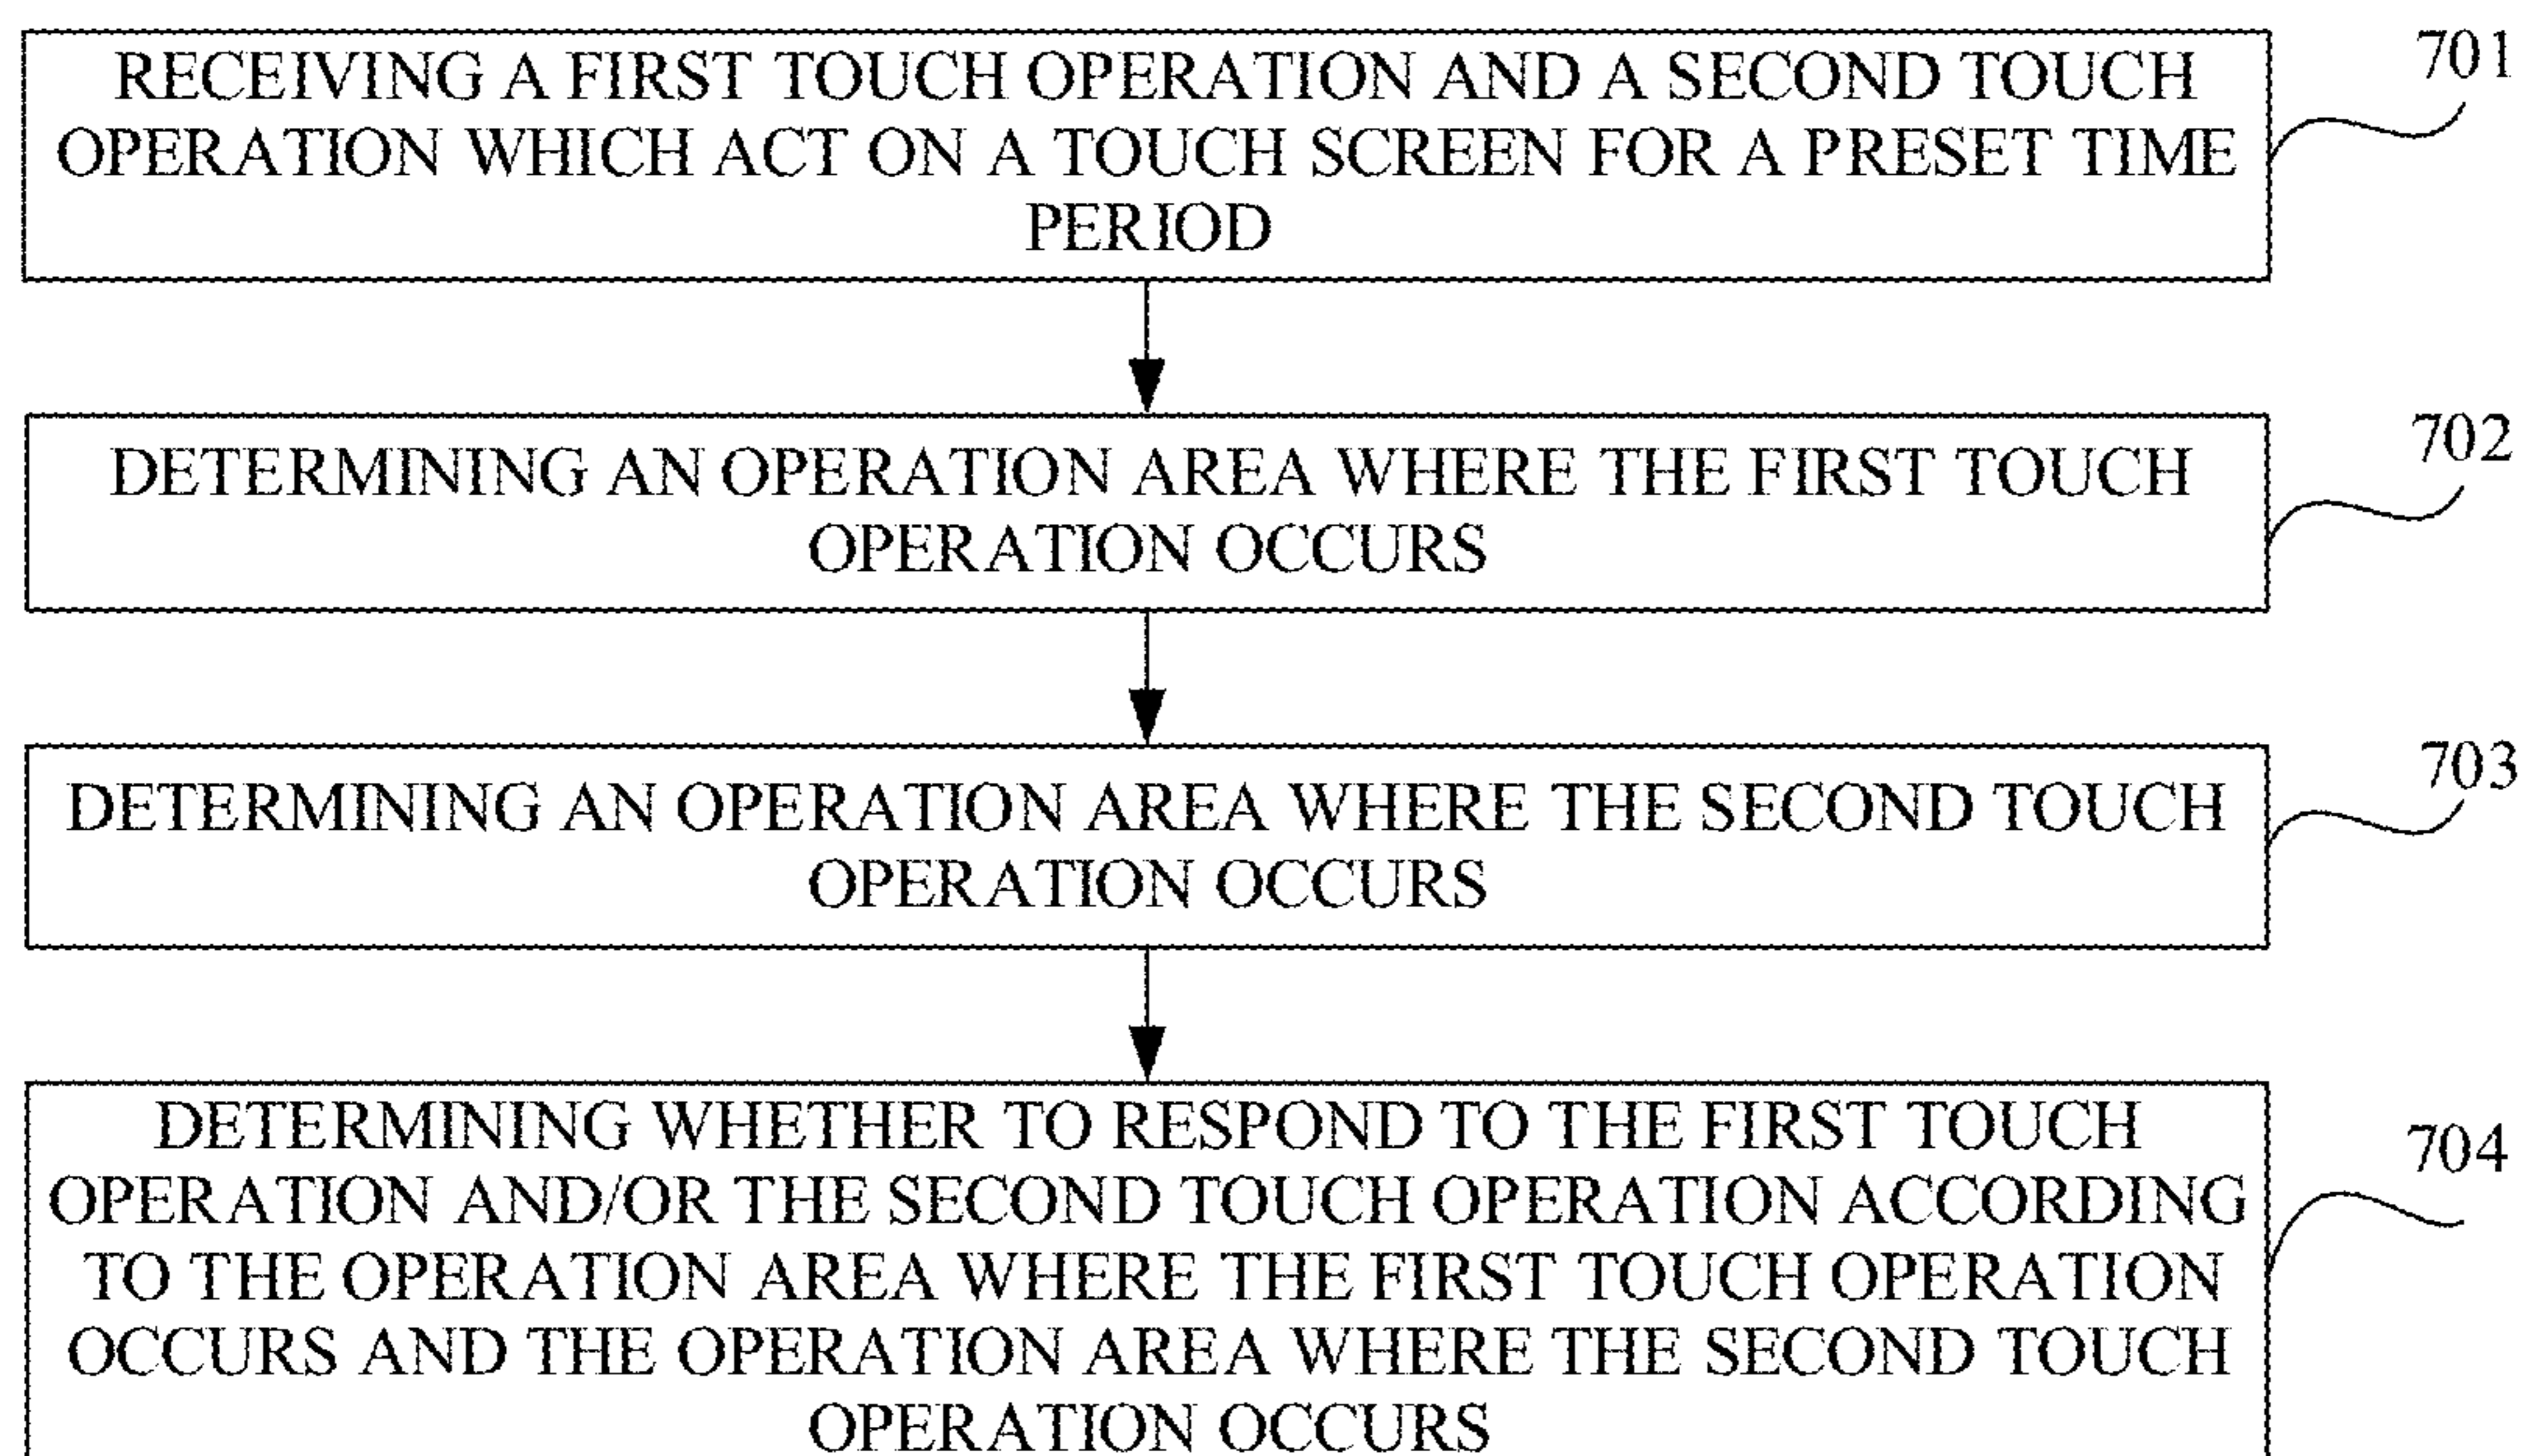 RECEIVING A FIRST TOUCH OPERATION AND A SECOND TOUCH
OPERATION WHICH ACT ON A TOUCH SCREEN FOR A PRESET TIME
PERIOD
701
DETERMINING AN OPERATION AREA WHERE THE FIRST TOUCH
OPERATION OCCURS
702
DETERMINING AN OPERATION AREA WHERE THE SECOND TOUCH
OPERATION OCCURS
703
DETERMINING WHETHER TO RESPOND TO THE FIRST TOUCH
OPERATION AND/OR THE SECOND TOUCH OPERATION ACCORDING
TO THE OPERATION AREA WHERE THE FIRST TOUCH OPERATION
OCCURS AND THE OPERATION AREA WHERE THE SECOND TOUCH
OPERATION OCCURS
704